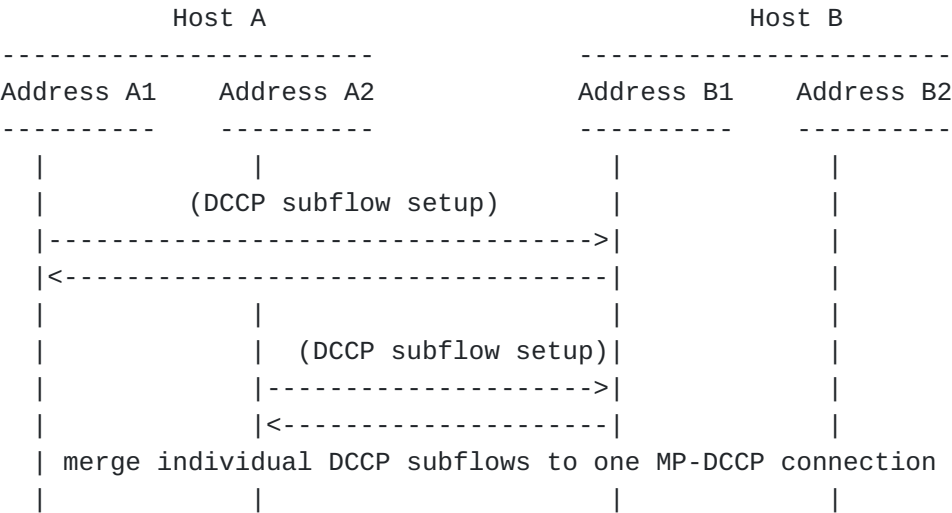 Host A Host B
Address A1 Address A2 Address B1 Address B2
(DCCP subflow setup)
(DCCP subflow setup)
merge individual DCCP subflows to one MP-DCCP connection